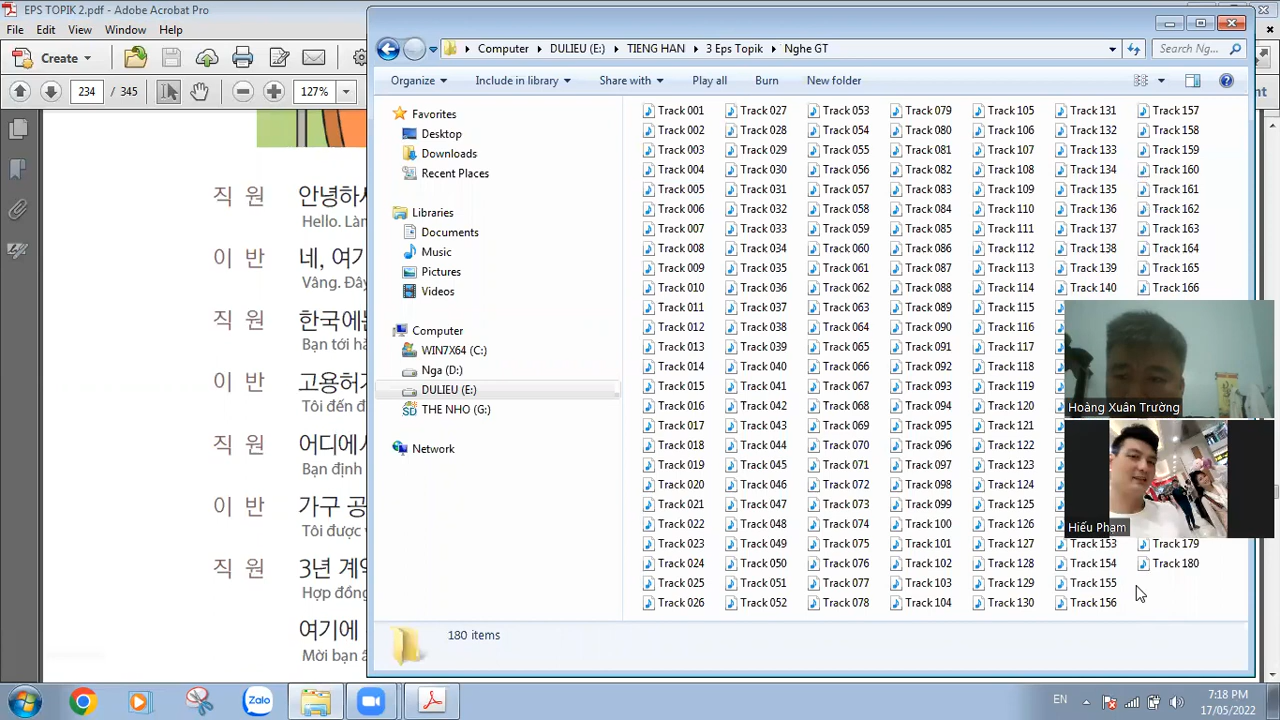 EPS TOPIK 2.pdf - Adobe Acrobat Pro
File Edit View Window Help
Create
234 / 345 127%
직 원 안녕하
Hello.
이 반 네, 여기
Vâng.
직 원 한국에
Bạn tới
이 반 고용허
Tôi đến
직 원 어디에
Bạn định
이 반 가구 공
Tôi được
직 원 3년 계
Hợp đồng
여기에
Mời bạn
Computer DULIEU (E:) TIENG HAN 3 Eps Topik Nghe GT
Search Ng...
Organize Include in library Share with Play all Burn New folder
Favorites
Desktop
Downloads
Recent Places
Libraries
Documents
Music
Pictures
Videos
Computer
WIN7X64 (C:)
Nga (D:)
DULIEU (E:)
THE NHO (G:)
Network
Track 001 Track 027 Track 053 Track 079 Track 105 Track 131 Track 157
Track 002 Track 028 Track 054 Track 080 Track 106 Track 132 Track 158
Track 003 Track 029 Track 055 Track 081 Track 107 Track 133 Track 159
Track 004 Track 030 Track 056 Track 082 Track 108 Track 134 Track 160
Track 005 Track 031 Track 057 Track 083 Track 109 Track 135 Track 161
Track 006 Track 032 Track 058 Track 084 Track 110 Track 136 Track 162
Track 007 Track 033 Track 059 Track 085 Track 111 Track 137 Track 163
Track 008 Track 034 Track 060 Track 086 Track 112 Track 138 Track 164
Track 009 Track 035 Track 061 Track 087 Track 113 Track 139 Track 165
Track 010 Track 036 Track 062 Track 088 Track 114 Track 140 Track 166
Track 011 Track 037 Track 063 Track 089 Track 115
Track 012 Track 038 Track 064 Track 090 Track 116
Track 013 Track 039 Track 065 Track 091 Track 117
Track 014 Track 040 Track 066 Track 092 Track 118
Track 015 Track 041 Track 067 Track 093 Track 119
Track 016 Track 042 Track 068 Track 094 Track 120
Track 017 Track 043 Track 069 Track 095 Track 121
Track 018 Track 044 Track 070 Track 096 Track 122
Track 019 Track 045 Track 071 Track 097 Track 123
Track 020 Track 046 Track 072 Track 098 Track 124
Track 021 Track 047 Track 073 Track 099 Track 125
Track 022 Track 048 Track 074 Track 100 Track 126
Track 023 Track 049 Track 075 Track 101 Track 127 Track 153 Track 179
Track 024 Track 050 Track 076 Track 102 Track 128 Track 154 Track 180
Track 025 Track 051 Track 077 Track 103 Track 129 Track 155
Track 026 Track 052 Track 078 Track 104 Track 130 Track 156
Hoàng Xuân Trường
Hiếu Phạm
180 items
Zalo
EN
7:18 PM
17/05/2022